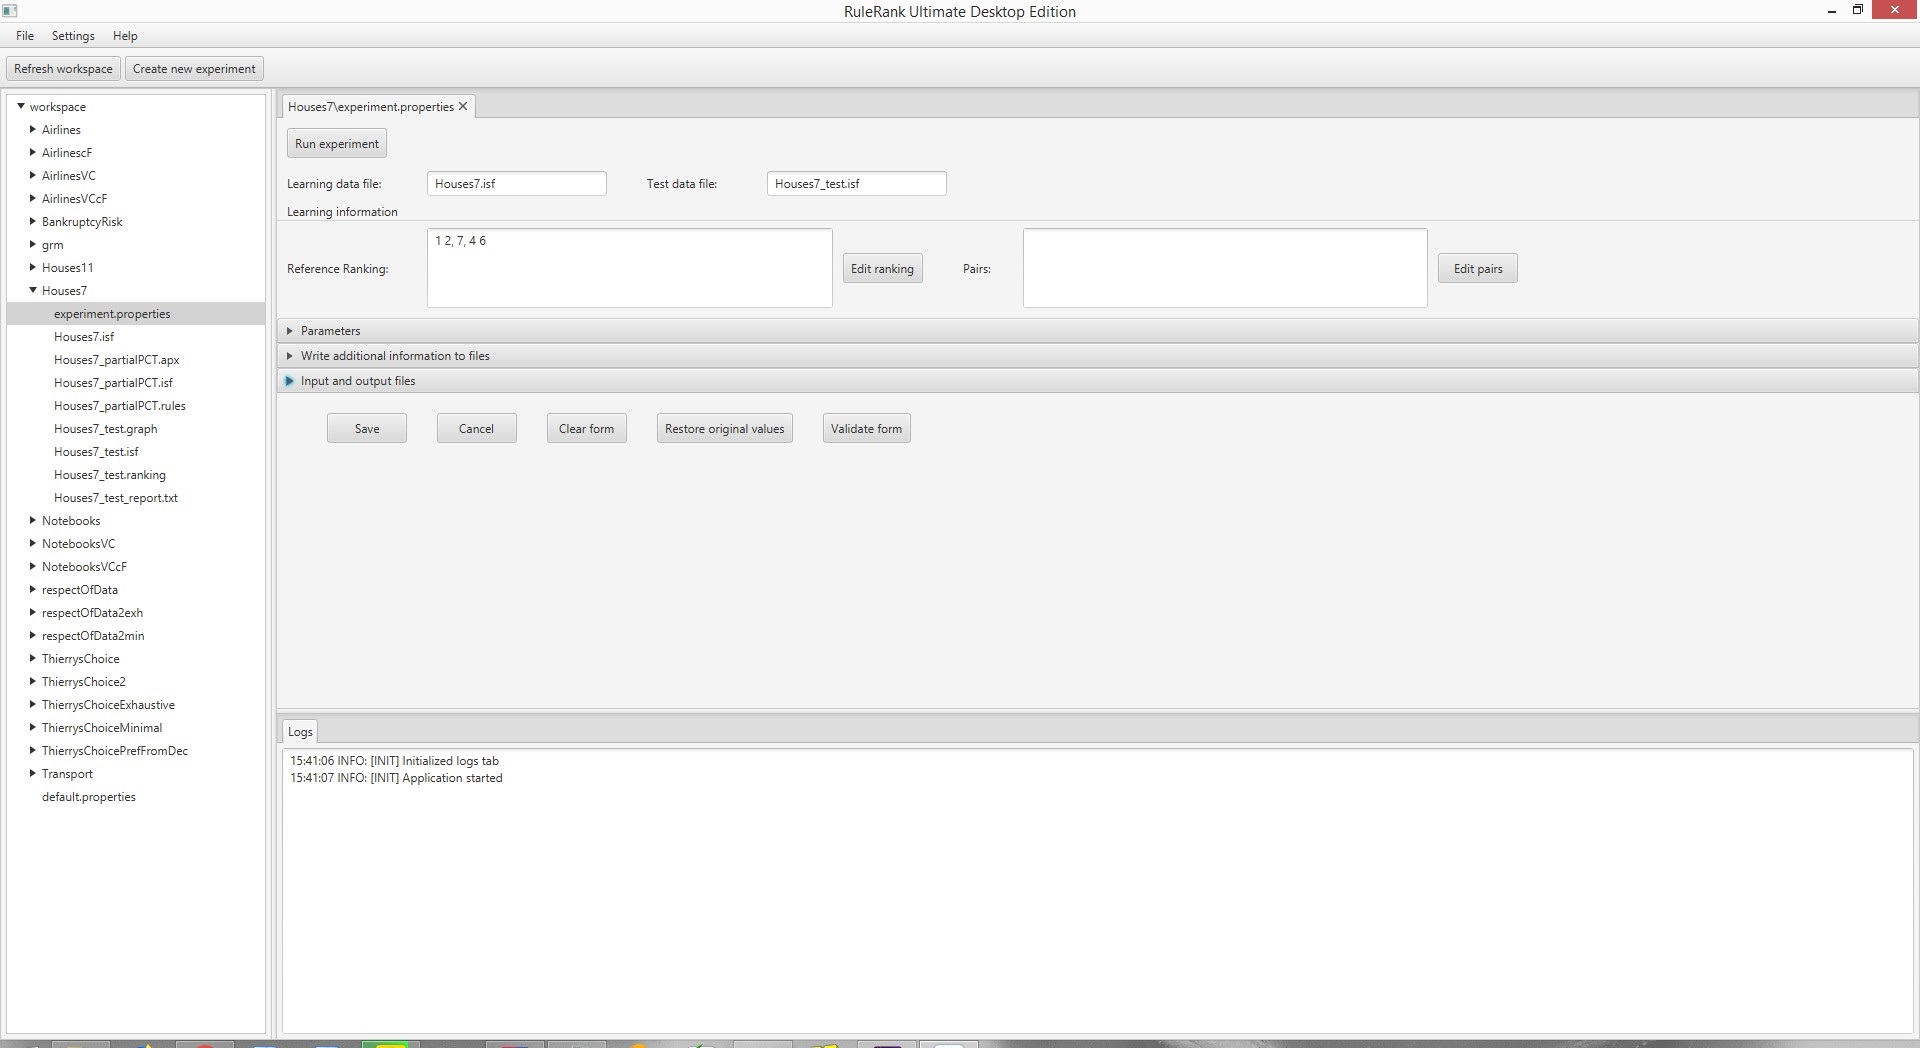 RuleRank Ultimate Desktop Edition
File Settings Help
Refresh workspace Create new experiment
workspace
Airlines
AirlinescF
AirlinesVC
AirlinesVCcF
BankruptcyRisk
grm
Houses11
Houses7
experiment.properties
Houses7.isf
Houses7_partialPCT.apx
Houses7_partialPCT.isf
Houses7_partialPCT.rules
Houses7_test.graph
Houses7_test.isf
Houses7_test.ranking
Houses7_test_report.txt
Notebooks
NotebooksVC
NotebooksVCcF
respectOfData
respectOfData2exh
respectOfData2min
ThierrysChoice
ThierrysChoice2
ThierrysChoiceExhaustive
ThierrysChoiceMinimal
ThierrysChoicePrefFromDec
Transport
default.properties
Houses7\experiment.properties
Run experiment
Learning data file: Houses7.isf Test data file: Houses7_test.isf
Learning information
Reference Ranking: 1 2, 7, 4 6 Edit ranking Pairs: Edit pairs
Parameters
Write additional information to files
Input and output files
Save Cancel Clear form Restore original values Validate form
Logs
15:41:06 INFO: [INIT] Initialized logs tab
15:41:07 INFO: [INIT] Application started